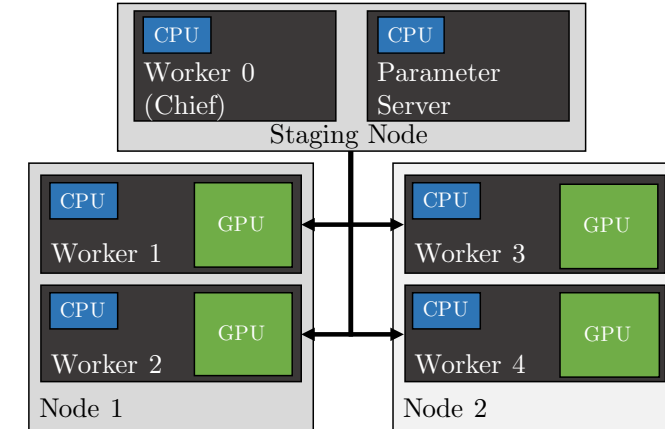 CPU
Worker 0
(Chief)
CPU
Parameter
Server
Staging Node
CPU
GPU
Worker 1
CPU
GPU
Worker 2
Node 1
CPU
GPU
Worker 3
CPU
GPU
Worker 4
Node 2